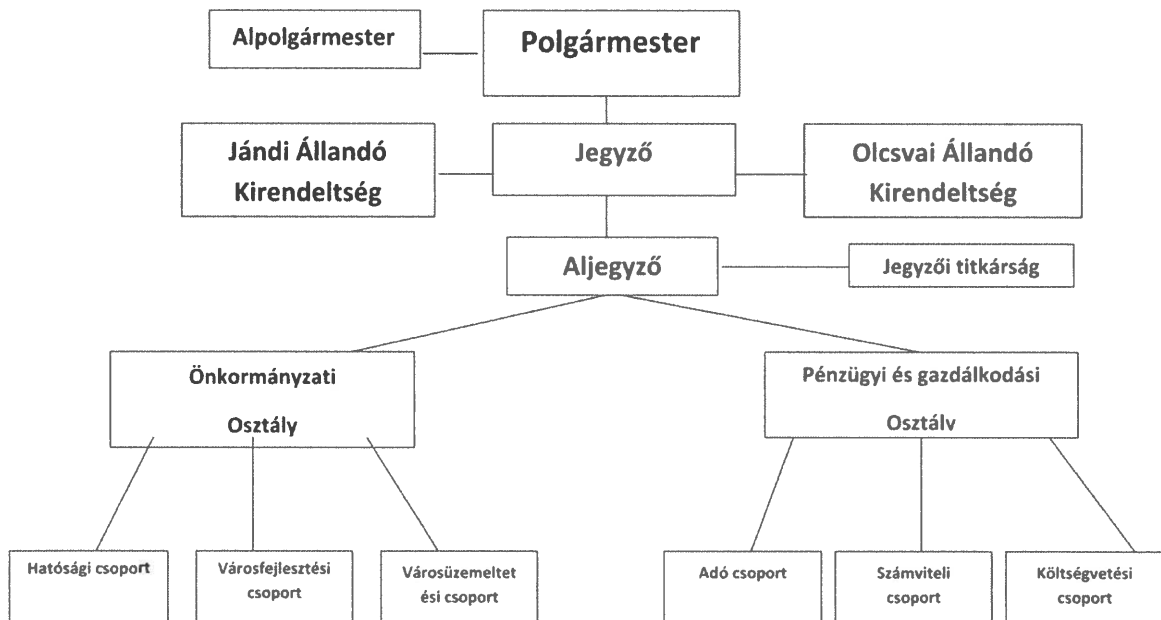 Alpolgármester
Polgármester
Jándi Állandó
Kirendeltség
Jegyző
Olcsvai Állandó
Kirendeltség
Aljegyző
Jegyzői titkárság
Önkormányzati
Osztály
Pénzügyi és gazdálkodási
Osztálv
Hatósági csoport
Városfejlesztési
csoport
Városüzemeltet
ési csoport
Adó csoport
Számviteli
csoport
Költségvetési
csoport